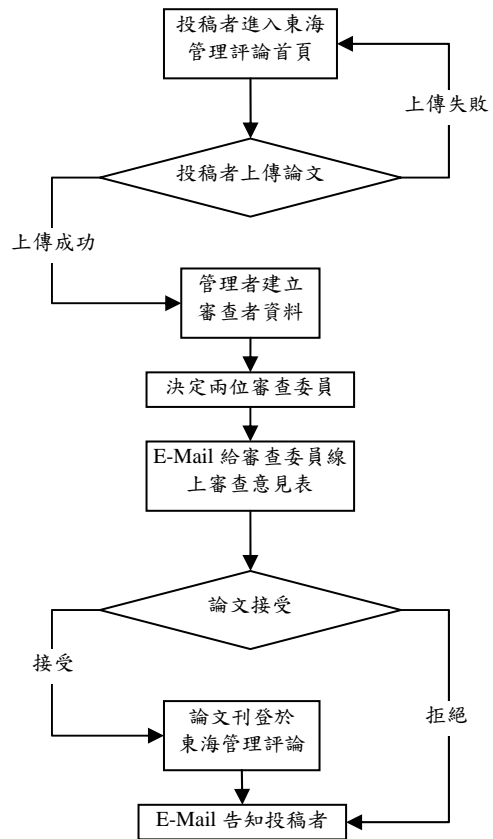 投稿者進入東海
管理評論首頁
上傳失敗
投稿者上傳論文
上傳成功
管理者建立
審查者資料
決定兩位審查委員
E-Mail 給審查委員線
上審查意見表
論文接受
接受
拒絕
論文刊登於
東海管理評論
E-Mail 告知投稿者